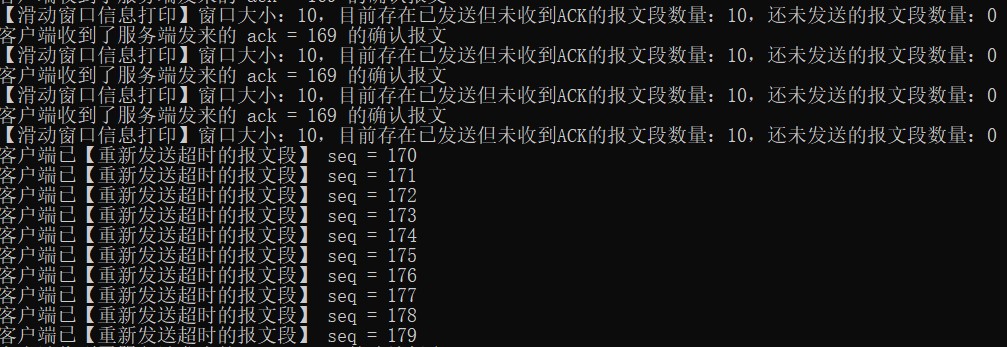 【滑动窗口信息打印】窗口大小：10，目前存在已发送但未收到ACK的报文段数量：10，还未发送的报文段数量：0
客户端收到了服务端发来的 ack = 169 的确认报文
【滑动窗口信息打印】窗口大小：10，目前存在已发送但未收到ACK的报文段数量：10，还未发送的报文段数量：0
客户端收到了服务端发来的 ack = 169 的确认报文
【滑动窗口信息打印】窗口大小：10，目前存在已发送但未收到ACK的报文段数量：10，还未发送的报文段数量：0
客户端收到了服务端发来的 ack = 169 的确认报文
【滑动窗口信息打印】窗口大小：10，目前存在已发送但未收到ACK的报文段数量：10，还未发送的报文段数量：0
客户端已【重新发送超时的报文段】 seq = 170
客户端已【重新发送超时的报文段】 seq = 171
客户端已【重新发送超时的报文段】 seq = 172
客户端已【重新发送超时的报文段】 seq = 173
客户端已【重新发送超时的报文段】 seq = 174
客户端已【重新发送超时的报文段】 seq = 175
客户端已【重新发送超时的报文段】 seq = 176
客户端已【重新发送超时的报文段】 seq = 177
客户端已【重新发送超时的报文段】 seq = 178
客户端已【重新发送超时的报文段】 seq = 179